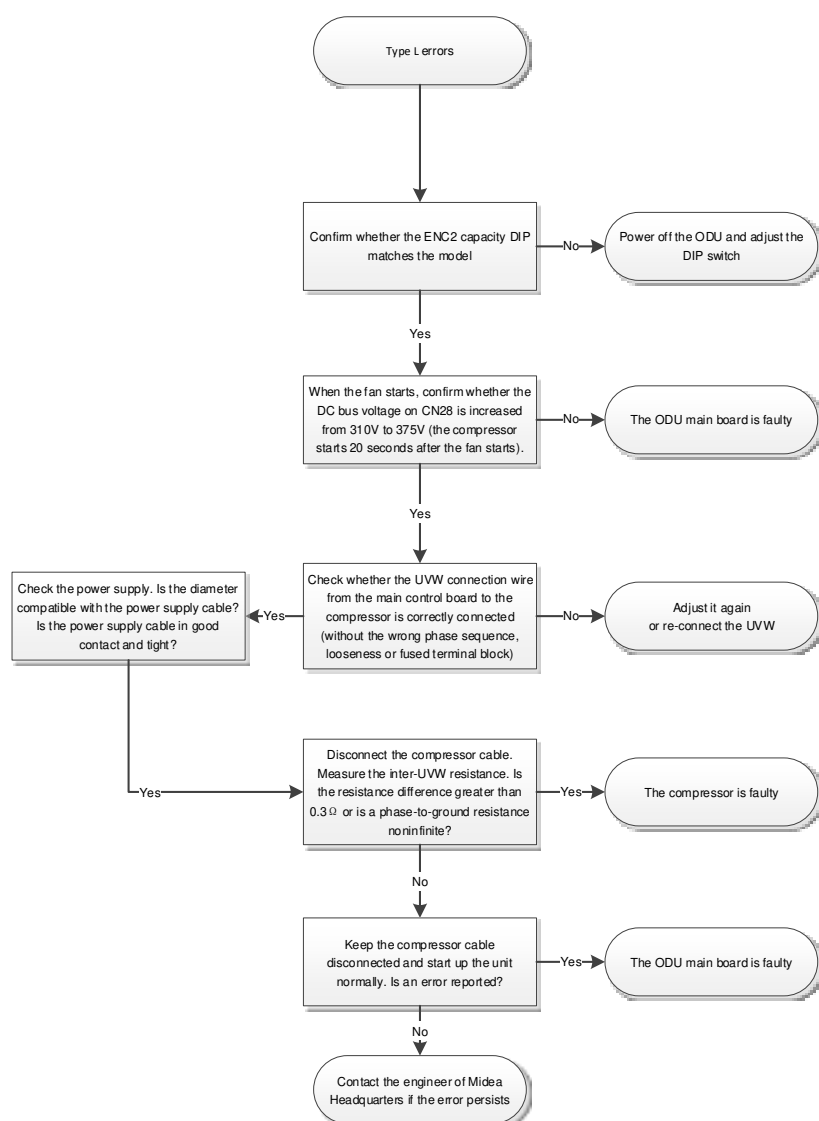 Type L errors
Confirm whether the ENC2 capacity DIP
matches the model
No
Power off the ODU and adjust the
DIP switch
Yes
When the fan starts, confirm whether the
DC bus voltage on CN28 is increased
from 310V to 375V (the compressor
starts 20 seconds after the fan starts).
No
The ODU main board is faulty
Yes
Check whether the UVW connection wire
from the main control board to the
compressor is correctly connected
(without the wrong phase sequence,
looseness or fused terminal block)
No
Adjust it again
or re-connect the UVW
Yes
Check the power supply. Is the diameter
compatible with the power supply cable?
Is the power supply cable in good
contact and tight?
Yes
Disconnect the compressor cable.
Measure the inter-UVW resistance. Is
the resistance difference greater than
0.3Ω or is a phase-to-ground resistance
noninfinite?
Yes
The compressor is faulty
No
Keep the compressor cable
disconnected and start up the unit
normally. Is an error reported?
Yes
The ODU main board is faulty
No
Contact the engineer of Midea
Headquarters if the error persists